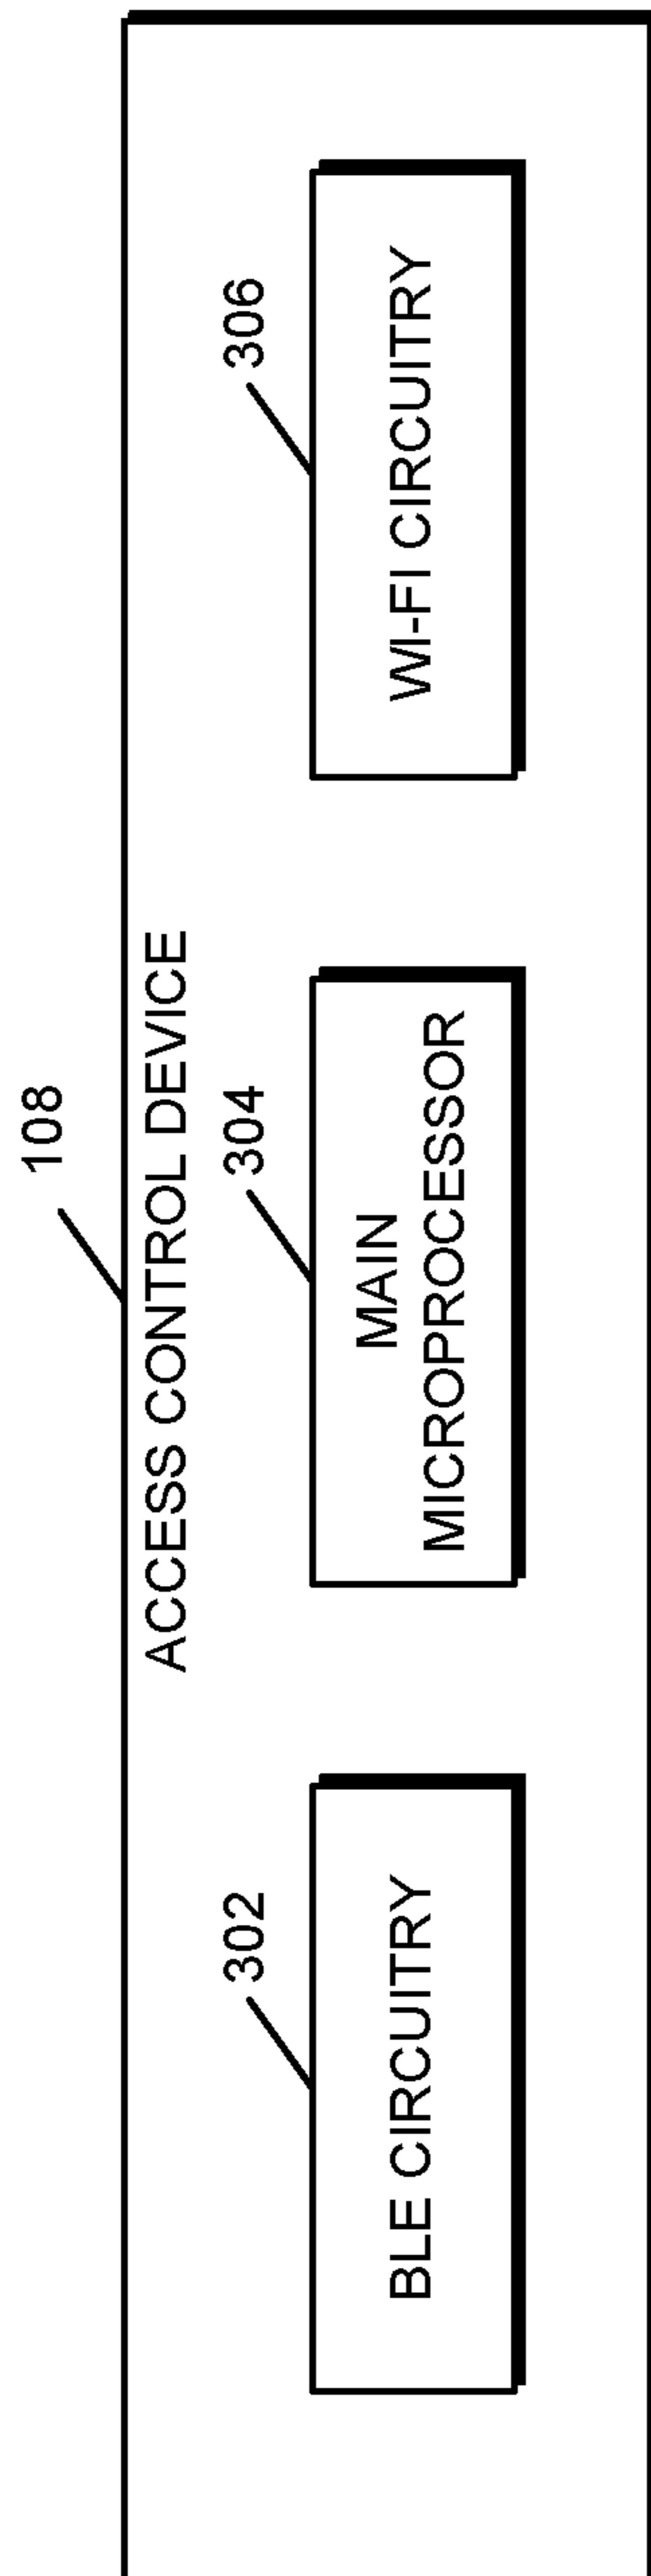 108
ACCESS CONTROL DEVICE
302
BLE CIRCUITRY
304
MAIN
MICROPROCESSOR
306
WI-FI CIRCUITRY